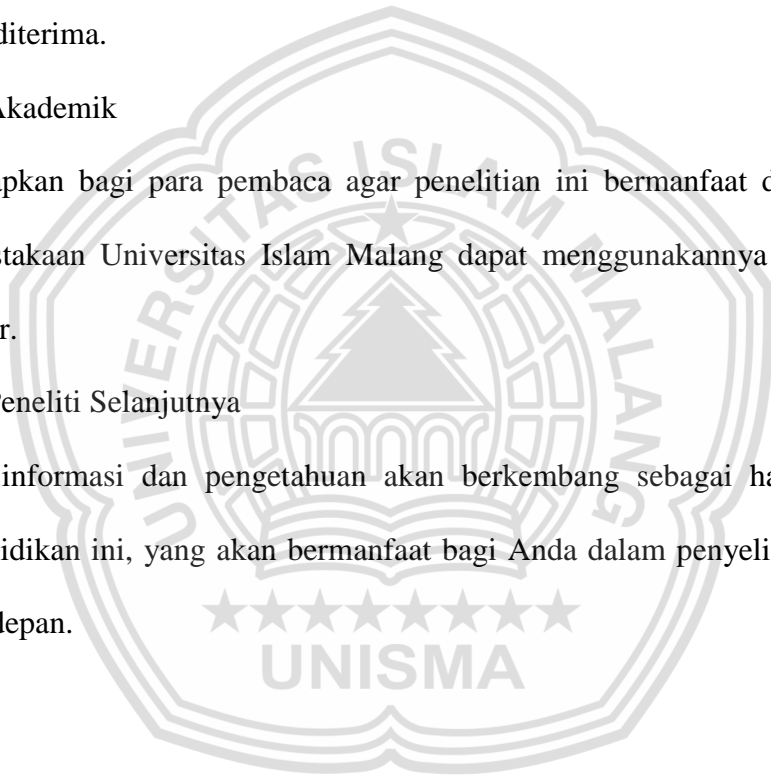 diterima.
Akademik
apkan bagi para pembaca agar penelitian ini bermanfaat d
stakaan Universitas Islam Malang dapat menggunakannya
r.
Peneliti Selanjutnya
informasi dan pengetahuan akan berkembang sebagai ha
idikan ini, yang akan bermanfaat bagi Anda dalam penyeli
depan.
UNIVERSITAS ISLAM MALANG
UNISMA